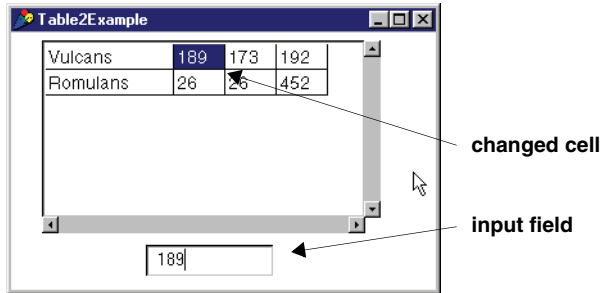 Table2Example
Vulcans 189 173 192
Romulans 26 26 452
changed cell
input field
189